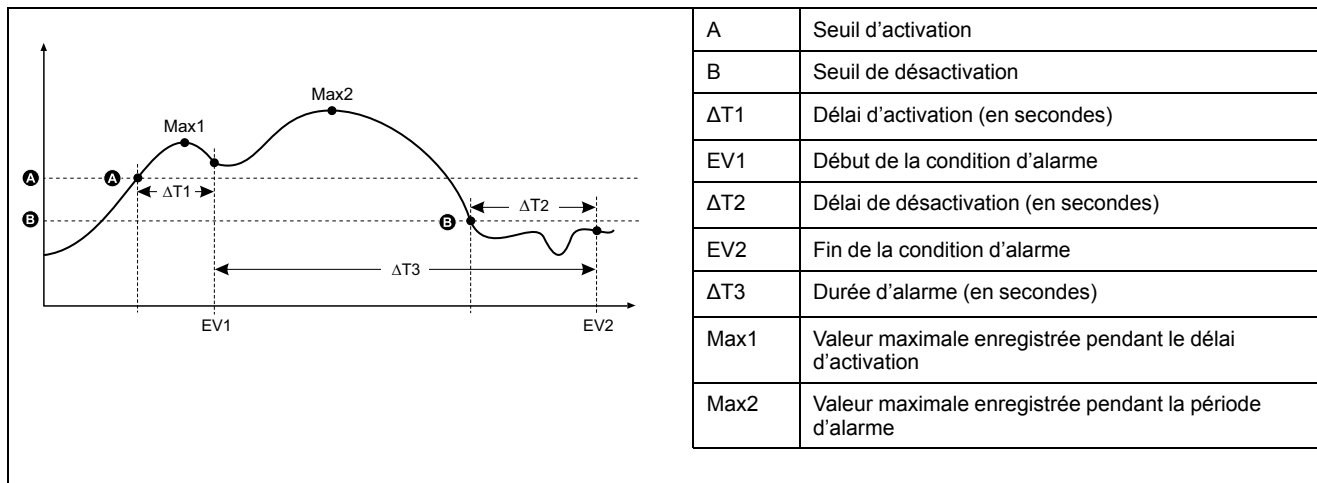 Max1
Max2
A
A
ΔT1
B
B
ΔT2
ΔT3
EV1
EV2
A Seuil d'activation
B Seuil de désactivation
ΔT1 Délai d'activation (en secondes)
EV1 Début de la condition d'alarme
ΔT2 Délai de désactivation (en secondes)
EV2 Fin de la condition d'alarme
ΔT3 Durée d'alarme (en secondes)
Max1 Valeur maximale enregistrée pendant le délai
d'activation
Max2 Valeur maximale enregistrée pendant la période
d'alarme